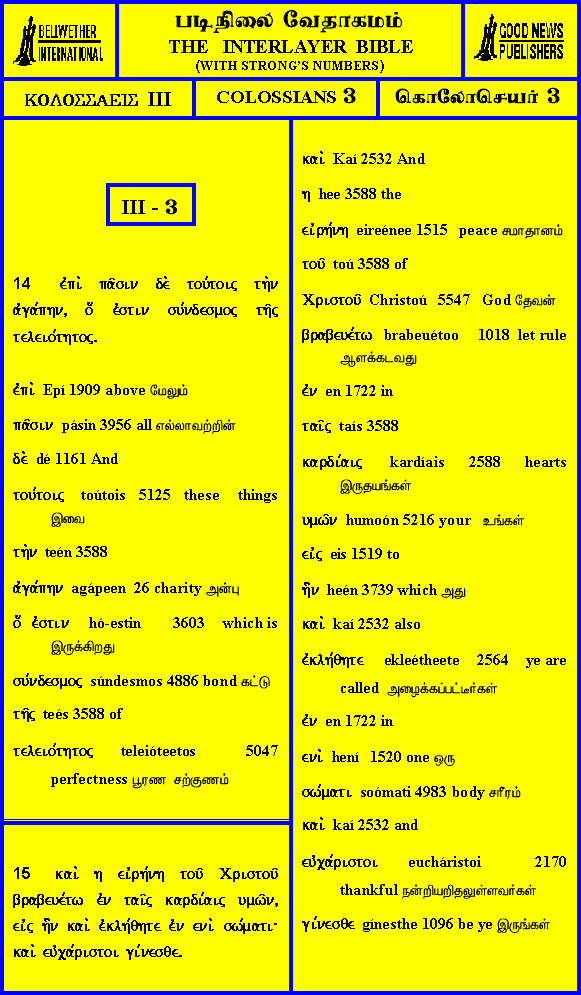 BELLWETHER
INTERNATIONAL
படிநிலை வேதாகமம்
THE INTERLAYER BIBLE
(WITH STRONG'S NUMBERS)
GOOD NEWS
PUBLISHERS
ΚΟΛΟΣΣΑΕΙΣ III
COLOSSIANS 3
கொலோசெயர் 3
III - 3
14 ἐπὶ πᾶσιν δὲ τούτοις τὴν
ἀγάπην, ὅ ἐστιν σύνδεσμος τῆς
τελειότητος.
ἐπὶ Epí 1909 above மேலும்
πᾶσιν pásin 3956 all எல்லாவற்றின்
δὲ dé 1161 And
τούτοις toútois 5125 these things
இவை
τὴν teén 3588
ἀγάπην agápeen 26 charity அன்பு
ὅ ἐστιν hó-estin 3603 which is
இருக்கிறது
σύνδεσμος súndesmos 4886 bond கட்டு
τῆς teés 3588 of
τελειότητος teleióteetos 5047
perfectness பூரண சற்குணம்
15 καὶ η εἰρήνη τοῦ Χριστοῦ
βραβευέτω ἐν ταῖς καρδίαις υμῶν,
εἰς ἣν καὶ ἐκλήθητε ἐν ενὶ σώματι·
καὶ εὐχάριστοι γίνεσθε.
καὶ Kaí 2532 And
η hee 3588 the
εἰρήνη eireénee 1515 peace சமாதானம்
τοῦ toú 3588 of
Χριστοῦ Christoú 5547 God தேவன்
βραβευέτω brabeuétoo 1018 let rule
ஆளக்கடவது
ἐν en 1722 in
ταῖς taís 3588
καρδίαις kardíais 2588 hearts
இருதயங்கள்
υμῶν humoón 5216 your உங்கள்
εἰς eis 1519 to
ἣν heén 3739 which அது
καὶ kaí 2532 also
ἐκλήθητε ekleétheete 2564 ye are
called அழைக்கப்பட்டீர்கள்
ἐν en 1722 in
ενὶ hení 1520 one ஒரு
σώματι soómati 4983 body சரீரம்
καὶ kaí 2532 and
εὐχάριστοι eucháristoi 2170
thankful நன்றியறிதலுள்ளவர்கள்
γίνεσθε gínesthe 1096 be ye இருங்கள்